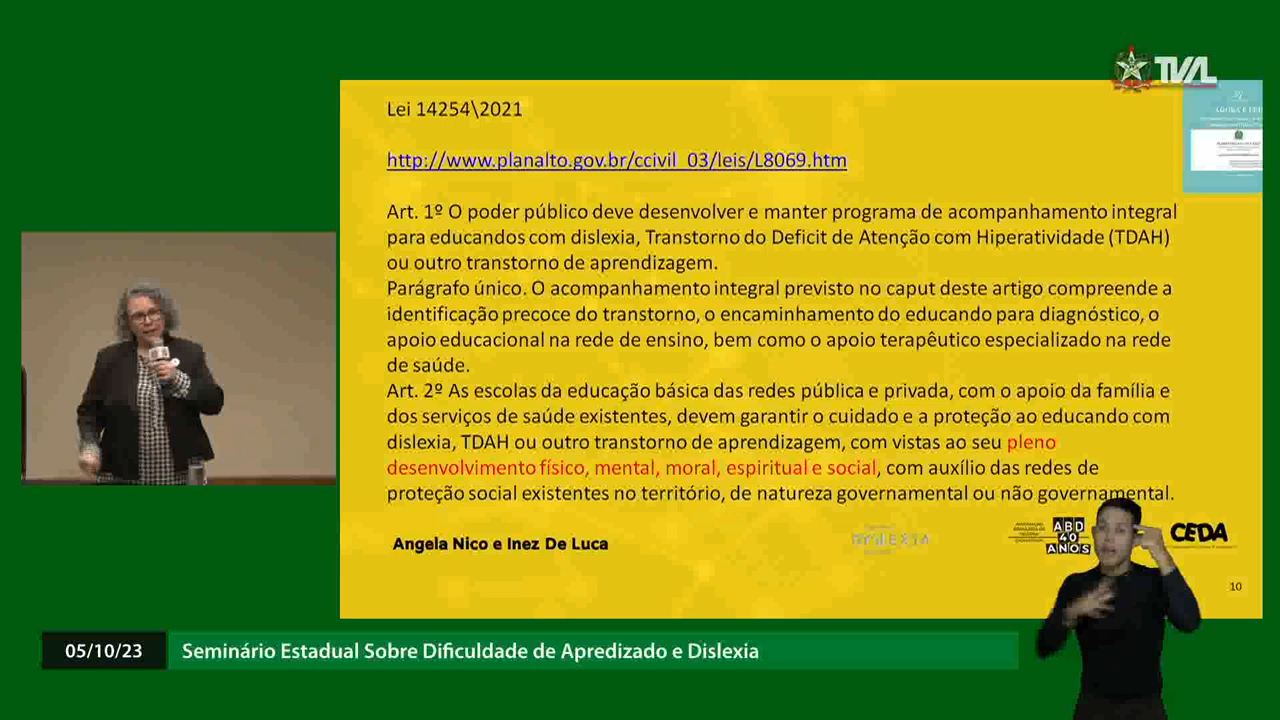 TVAL
Lei 14254\2021
AGORA É LEI
http://www.planalto.gov.br/ccivil_03/leis/L8069.htm
Art. 1º O poder público deve desenvolver e manter programa de acompanhamento integral
para educandos com dislexia, Transtorno do Deficit de Atenção com Hiperatividade (TDAH)
ou outro transtorno de aprendizagem.
Parágrafo único. O acompanhamento integral previsto no caput deste artigo compreende a
identificação precoce do transtorno, o encaminhamento do educando para diagnóstico, o
apoio educacional na rede de ensino, bem como o apoio terapêutico especializado na rede
de saúde.
Art. 2º As escolas da educação básica das redes pública e privada, com o apoio da família e
dos serviços de saúde existentes, devem garantir o cuidado e a proteção ao educando com
dislexia, TDAH ou outro transtorno de aprendizagem, com vistas ao seu pleno
desenvolvimento físico, mental, moral, espiritual e social, com auxílio das redes de
proteção social existentes no território, de natureza governamental ou não governamental.
Angela Nico e Inez De Luca
DYSLEXIA
ABD
40
ANOS
CEDA
10
05/10/23
Seminário Estadual Sobre Dificuldade de Apredizado e Dislexia